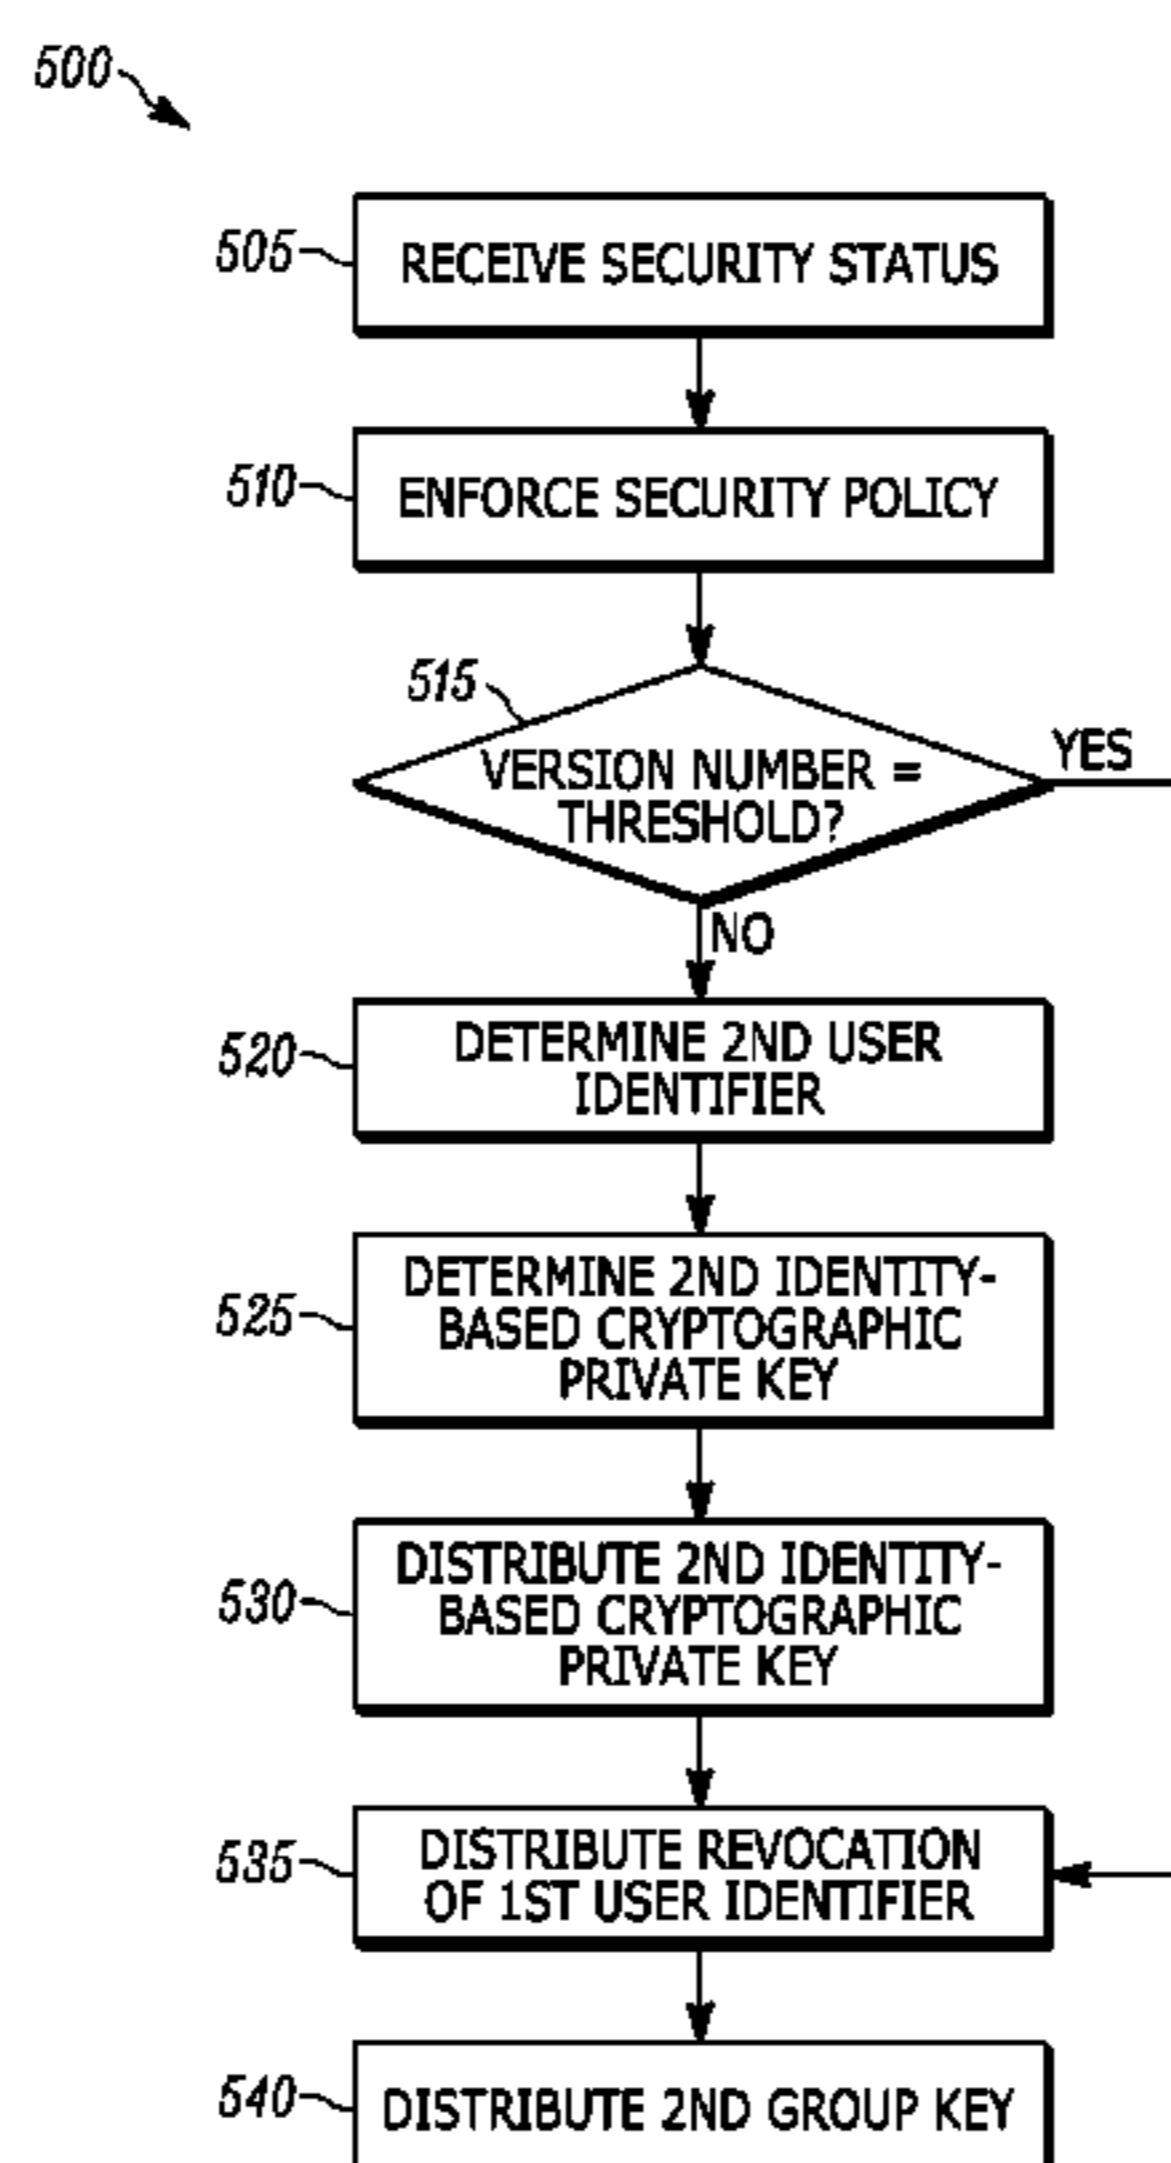 500
505
RECEIVE SECURITY STATUS
510
ENFORCE SECURITY POLICY
515
VERSION NUMBER =
THRESHOLD?
YES
NO
520
DETERMINE 2ND USER
IDENTIFIER
525
DETERMINE 2ND IDENTITY-
BASED CRYPTOGRAPHIC
PRIVATE KEY
530
DISTRIBUTE 2ND IDENTITY-
BASED CRYPTOGRAPHIC
PRIVATE KEY
535
DISTRIBUTE REVOCATION
OF 1ST USER IDENTIFIER
540
DISTRIBUTE 2ND GROUP KEY